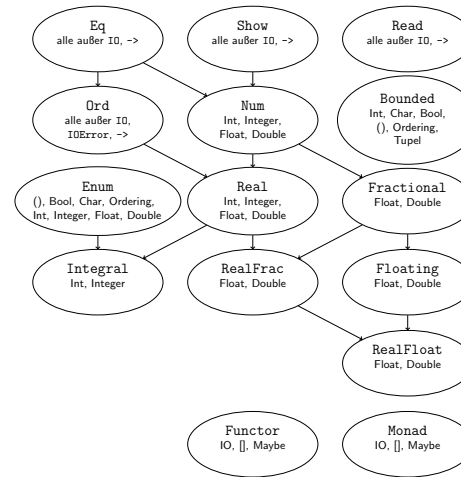 Eq
alle außer IO, ->
Show
alle außer IO, ->
Read
alle außer IO, ->
Ord
alle außer IO,
IOError, ->
Num
Int, Integer,
Float, Double
Bounded
Int, Char, Bool,
(), Ordering,
Tupel
Enum
(), Bool, Char, Ordering,
Int, Integer, Float, Double
Real
Int, Integer,
Float, Double
Fractional
Float, Double
Integral
Int, Integer
RealFrac
Float, Double
Floating
Float, Double
RealFloat
Float, Double
Functor
IO, [], Maybe
Monad
IO, [], Maybe